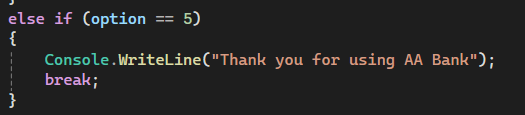 else if (option == 5)
{
Console.WriteLine("Thank you for using AA Bank");
break;
}